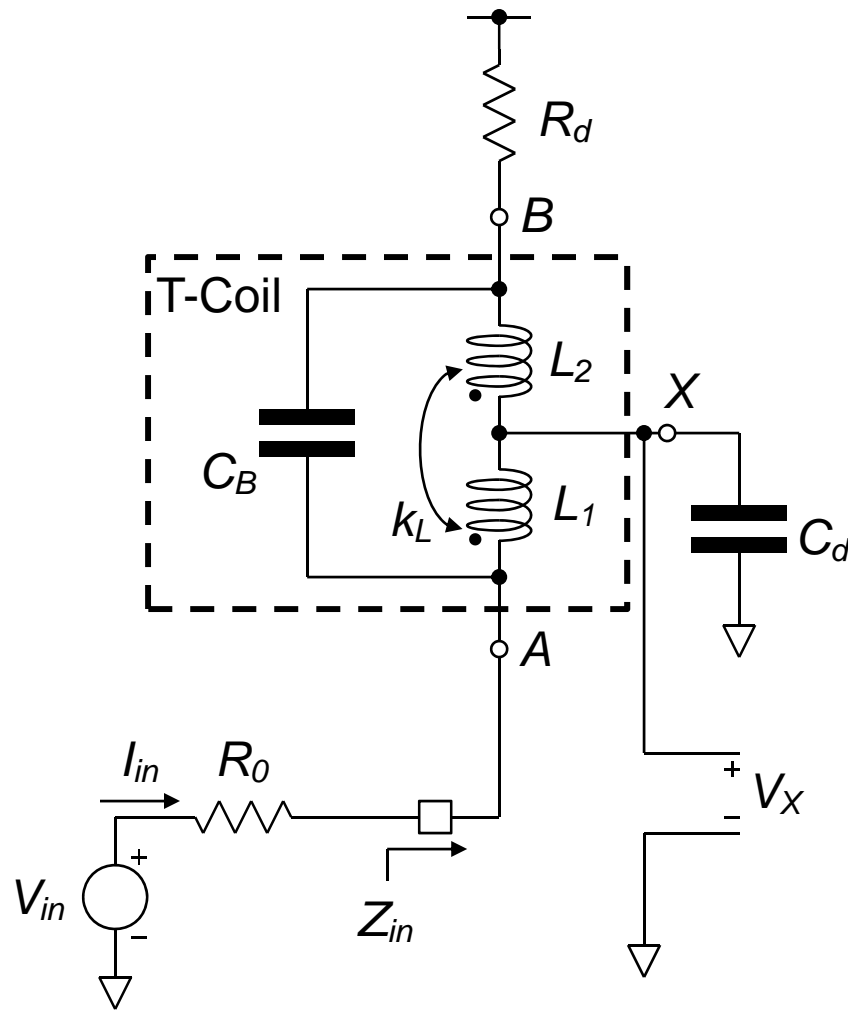 R_d
B
T-Coil
L_2
X
C_B
k_L
L_1
C_d
A
I_in
R_0
+
V_X
−
V_in
+
−
Z_in